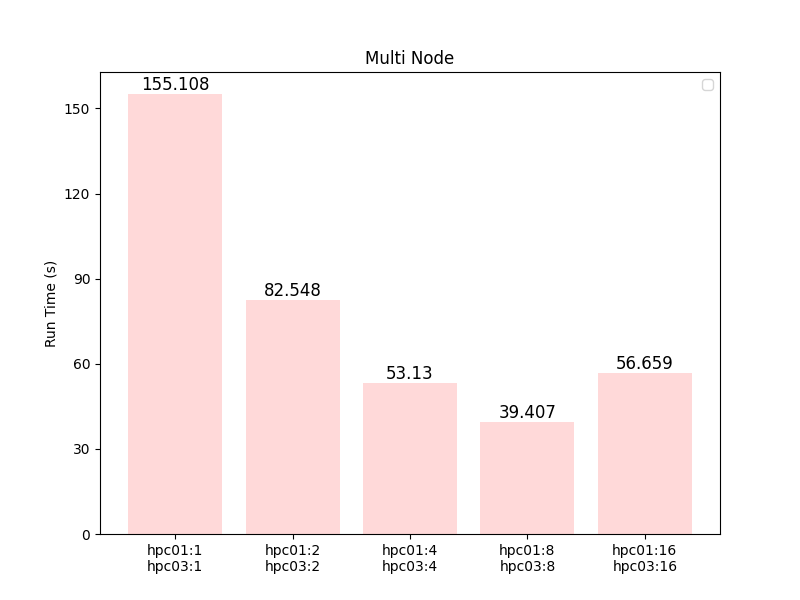 Multi Node
155.108
150
120
90
82.548
60
56.659
53.13
39.407
30
0
Run Time (s)
hpc01:1 hpc01:2 hpc01:4 hpc01:8 hpc01:16
hpc03:1 hpc03:2 hpc03:4 hpc03:8 hpc03:16